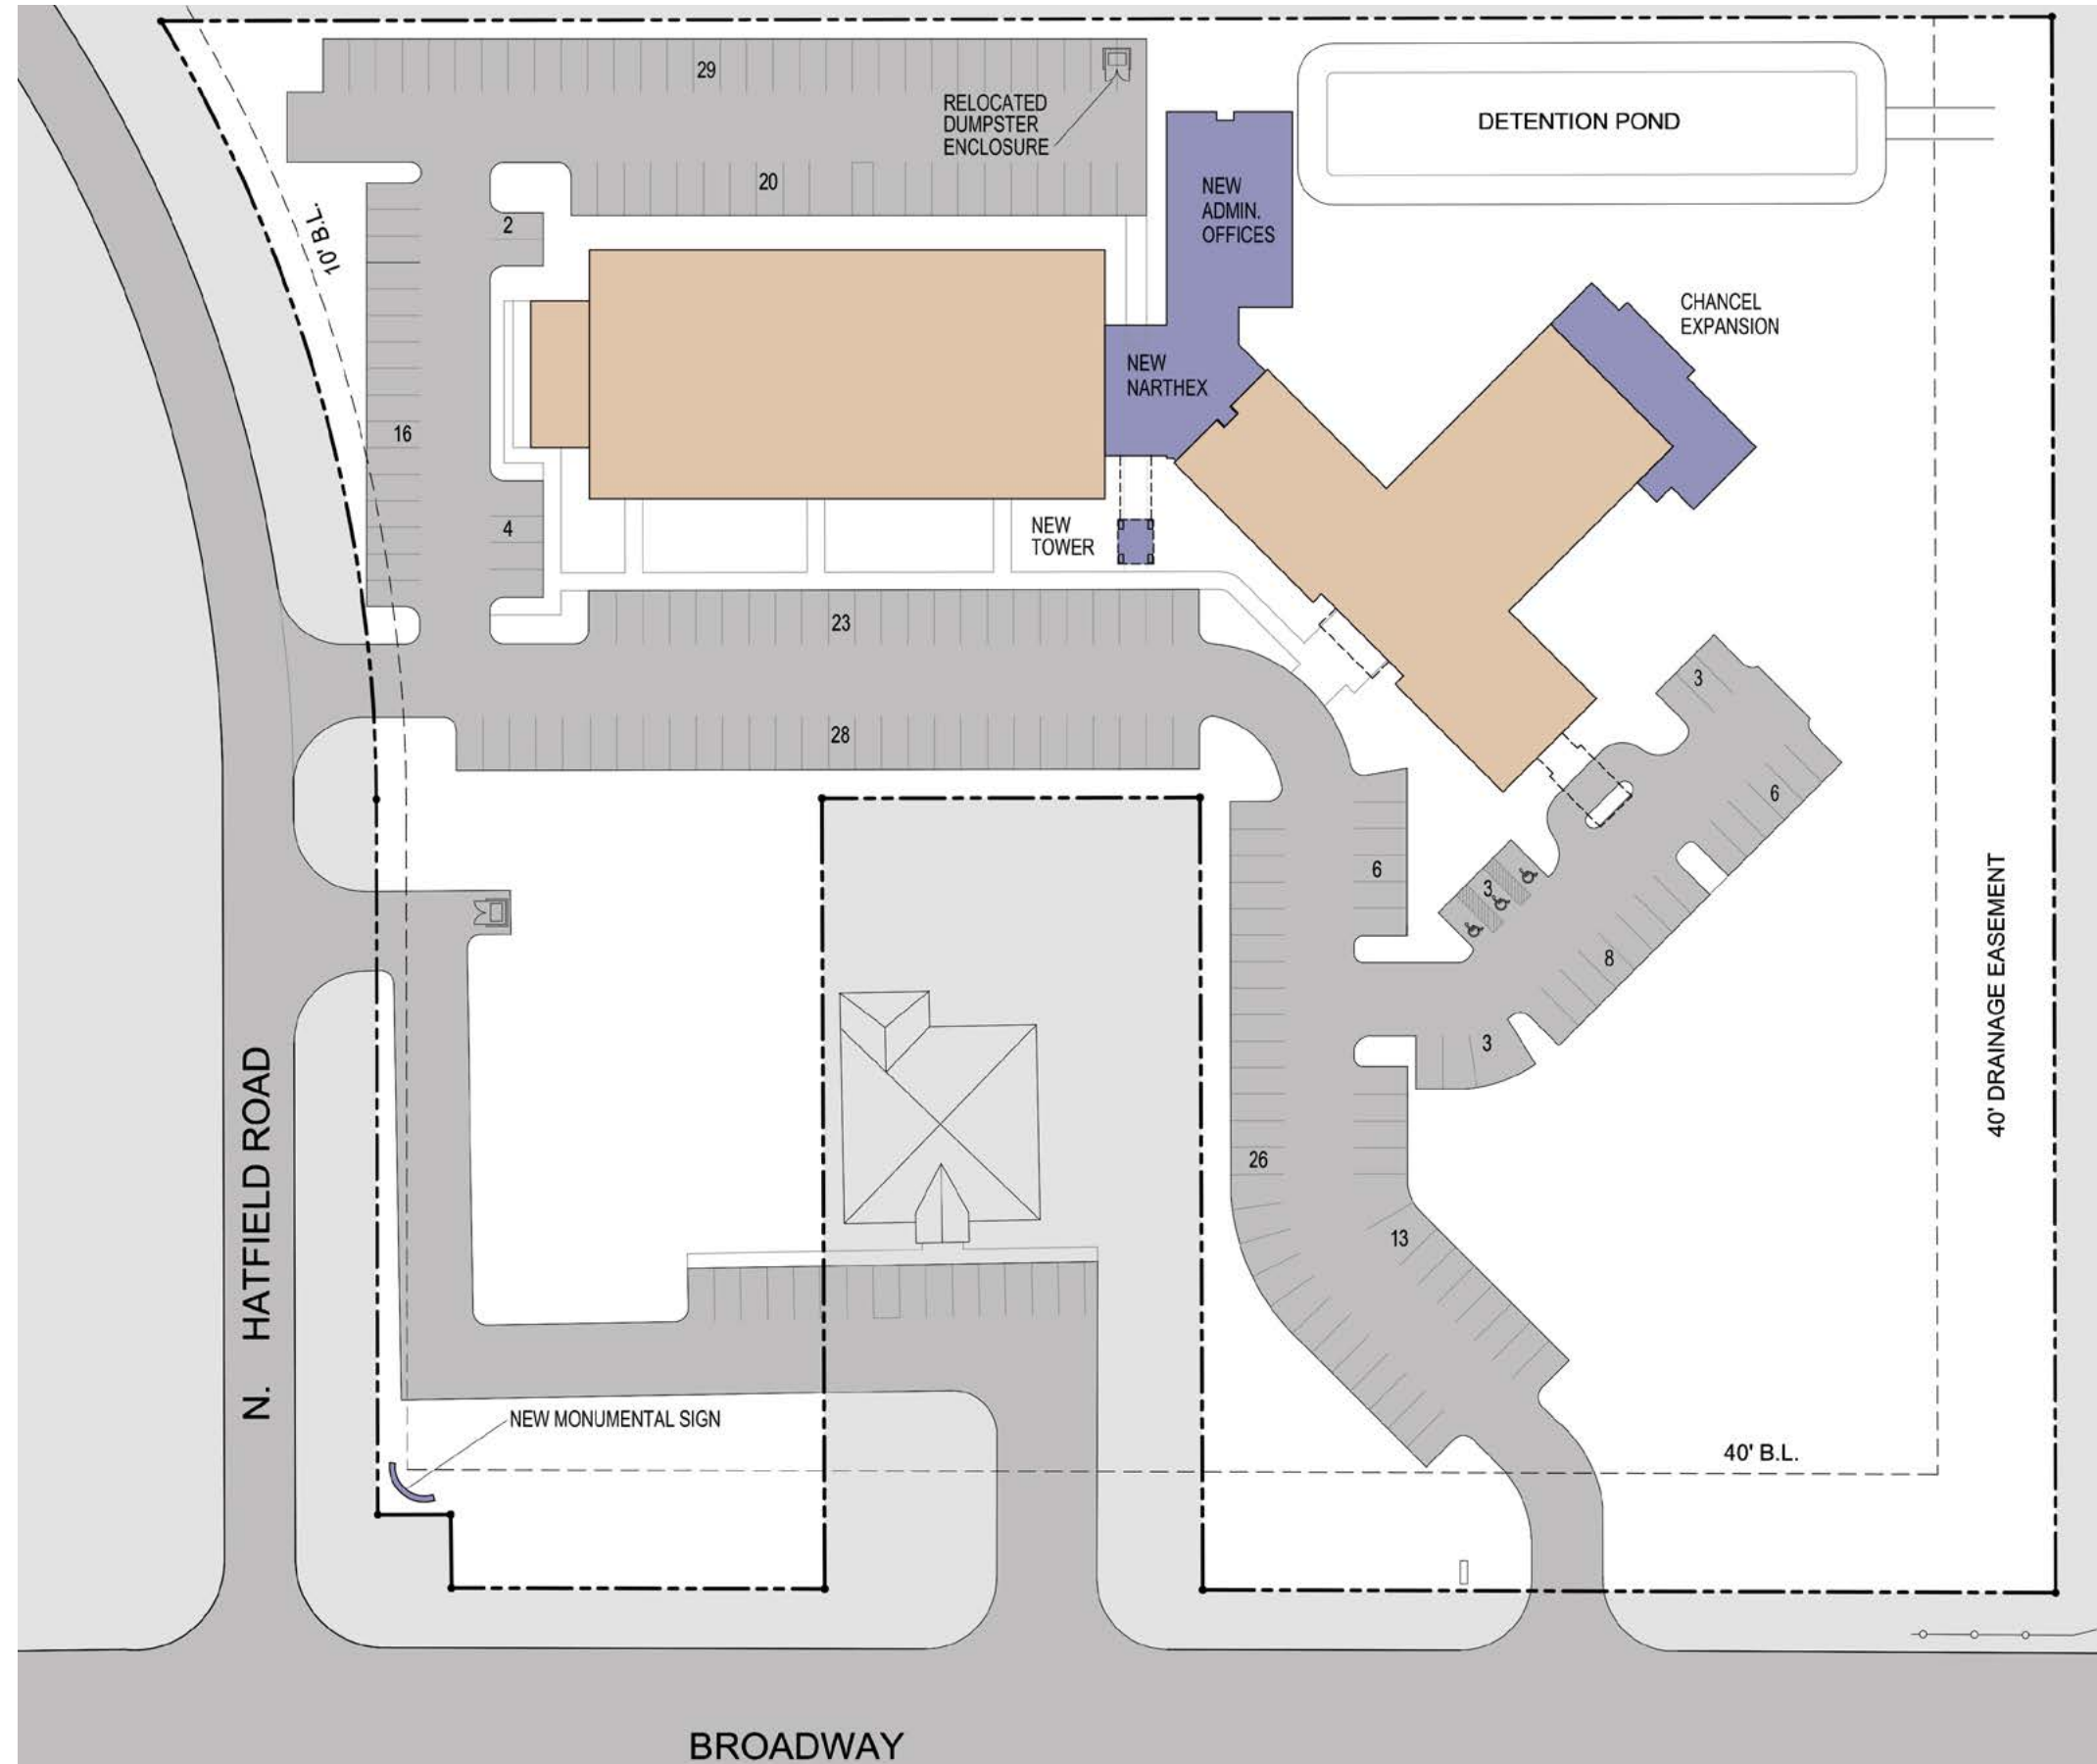 29
RELOCATED
DUMPSTER
ENCLOSURE
DETENTION POND
20
NEW
ADMIN.
OFFICES
2
10' B.L.
CHANCEL
EXPANSION
NEW
NARTHEX
16
4
NEW
TOWER
23
3
28
6
6
3
8
40' DRAINAGE EASEMENT
3
N. HATFIELD ROAD
26
13
NEW MONUMENTAL SIGN
40' B.L.
BROADWAY